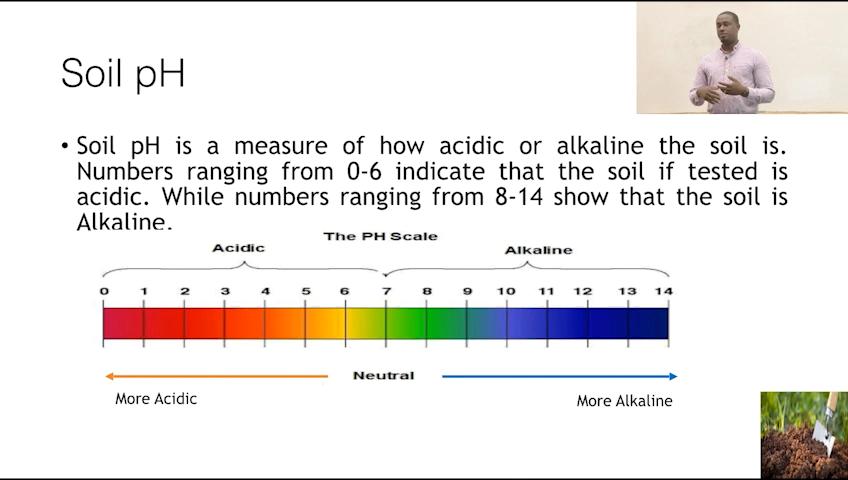 Soil pH
• Soil pH is a measure of how acidic or alkaline the soil is.
Numbers ranging from 0-6 indicate that the soil if tested is
acidic. While numbers ranging from 8-14 show that the soil is
Alkaline.
The PH Scale
Acidic
Alkaline
0 1 2 3 4 5 6 7 8 9 10 11 12 13 14
Neutral
More Acidic
More Alkaline